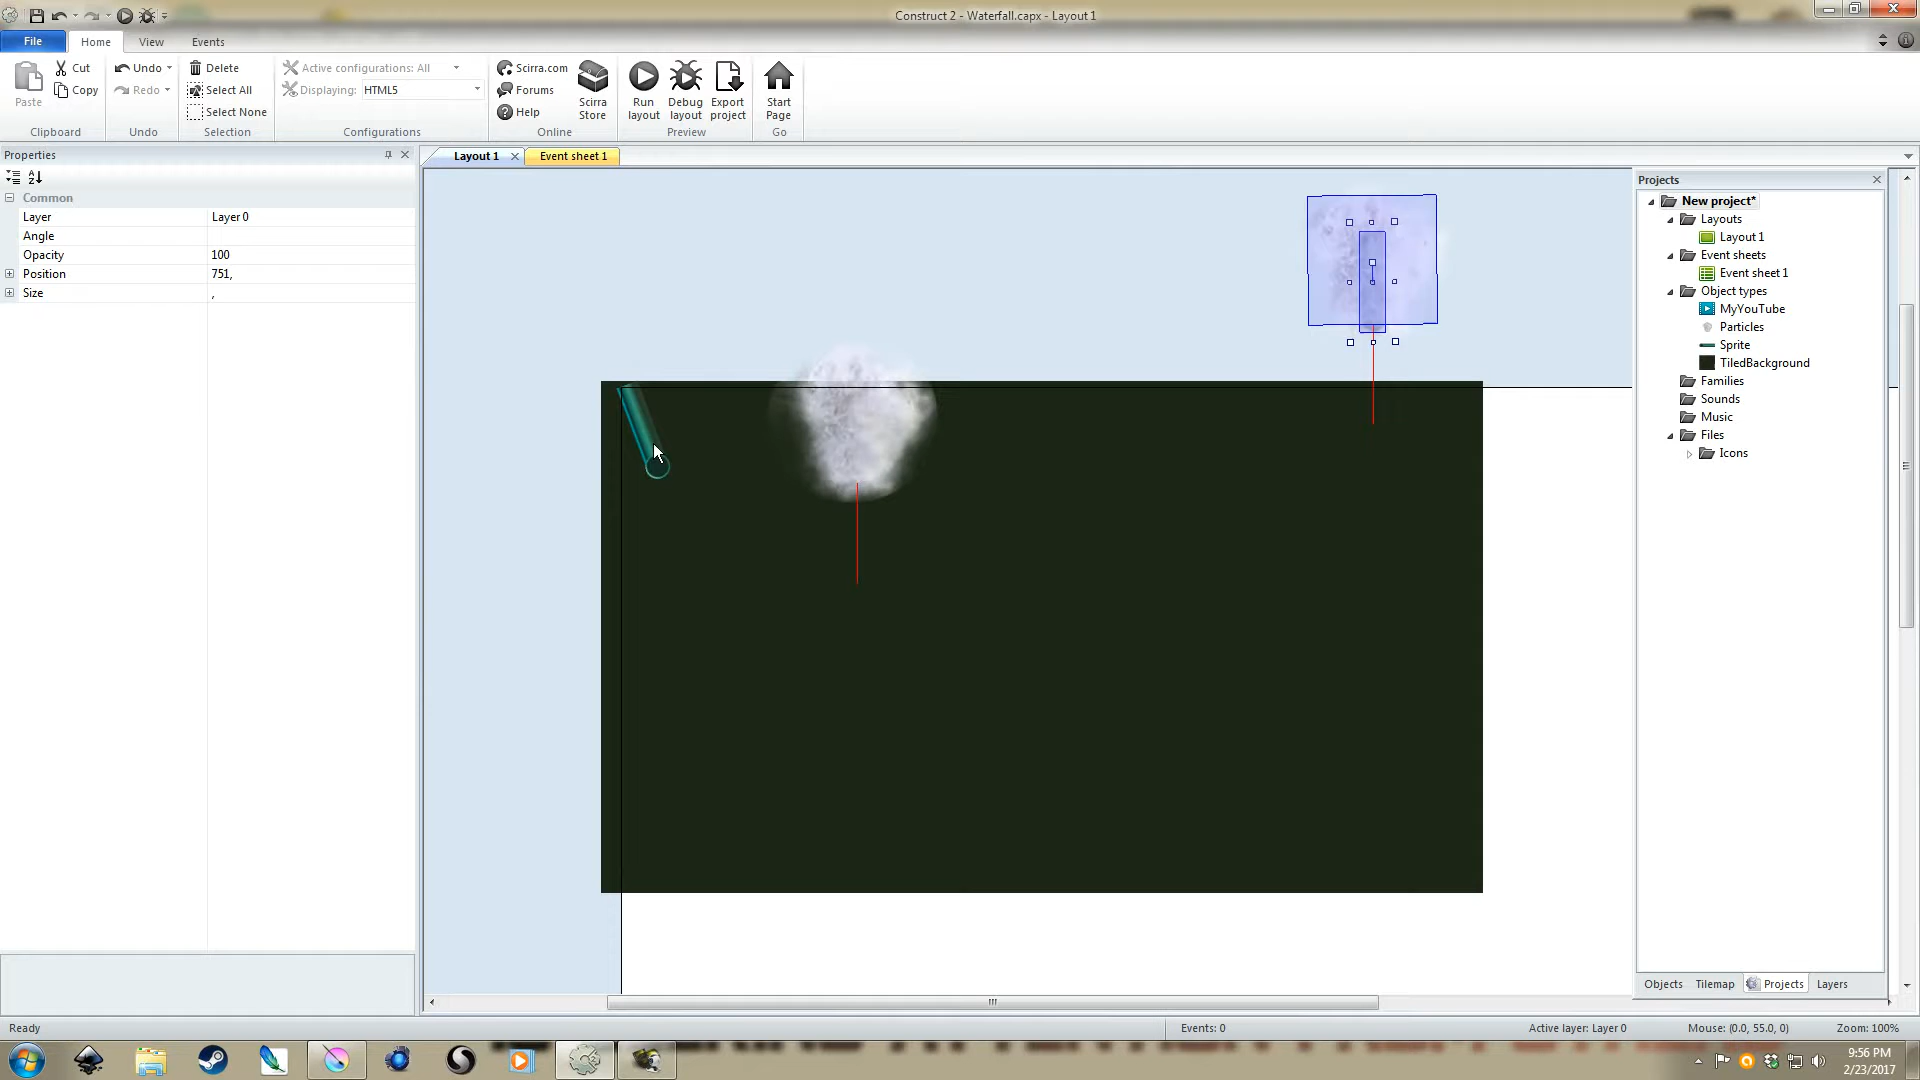 Construct 2 - Waterfall.capx - Layout 1
File
Home
View
Events
Paste
Cut
Copy
Clipboard
Undo
Redo
Undo
Delete
Select All
Select None
Selection
Active configurations: All
Displaying: HTML5
Configurations
Scirra.com
Forums
Help
Scirra Store
Online
Run layout
Debug layout
Export project
Preview
Start Page
Go
Properties
Layout 1
Event sheet 1
Common
Layer Layer 0
Angle
Opacity 100
Position 751,
Size ,
Projects
New project*
Layouts
Layout 1
Event sheets
Event sheet 1
Object types
MyYouTube
Particles
Sprite
TiledBackground
Families
Sounds
Music
Files
Icons
Objects
Tilemap
Projects
Layers
Ready
Events: 0
Active layer: Layer 0
Mouse: (0.0, 55.0, 0)
Zoom: 100%
9:56 PM
2/23/2017